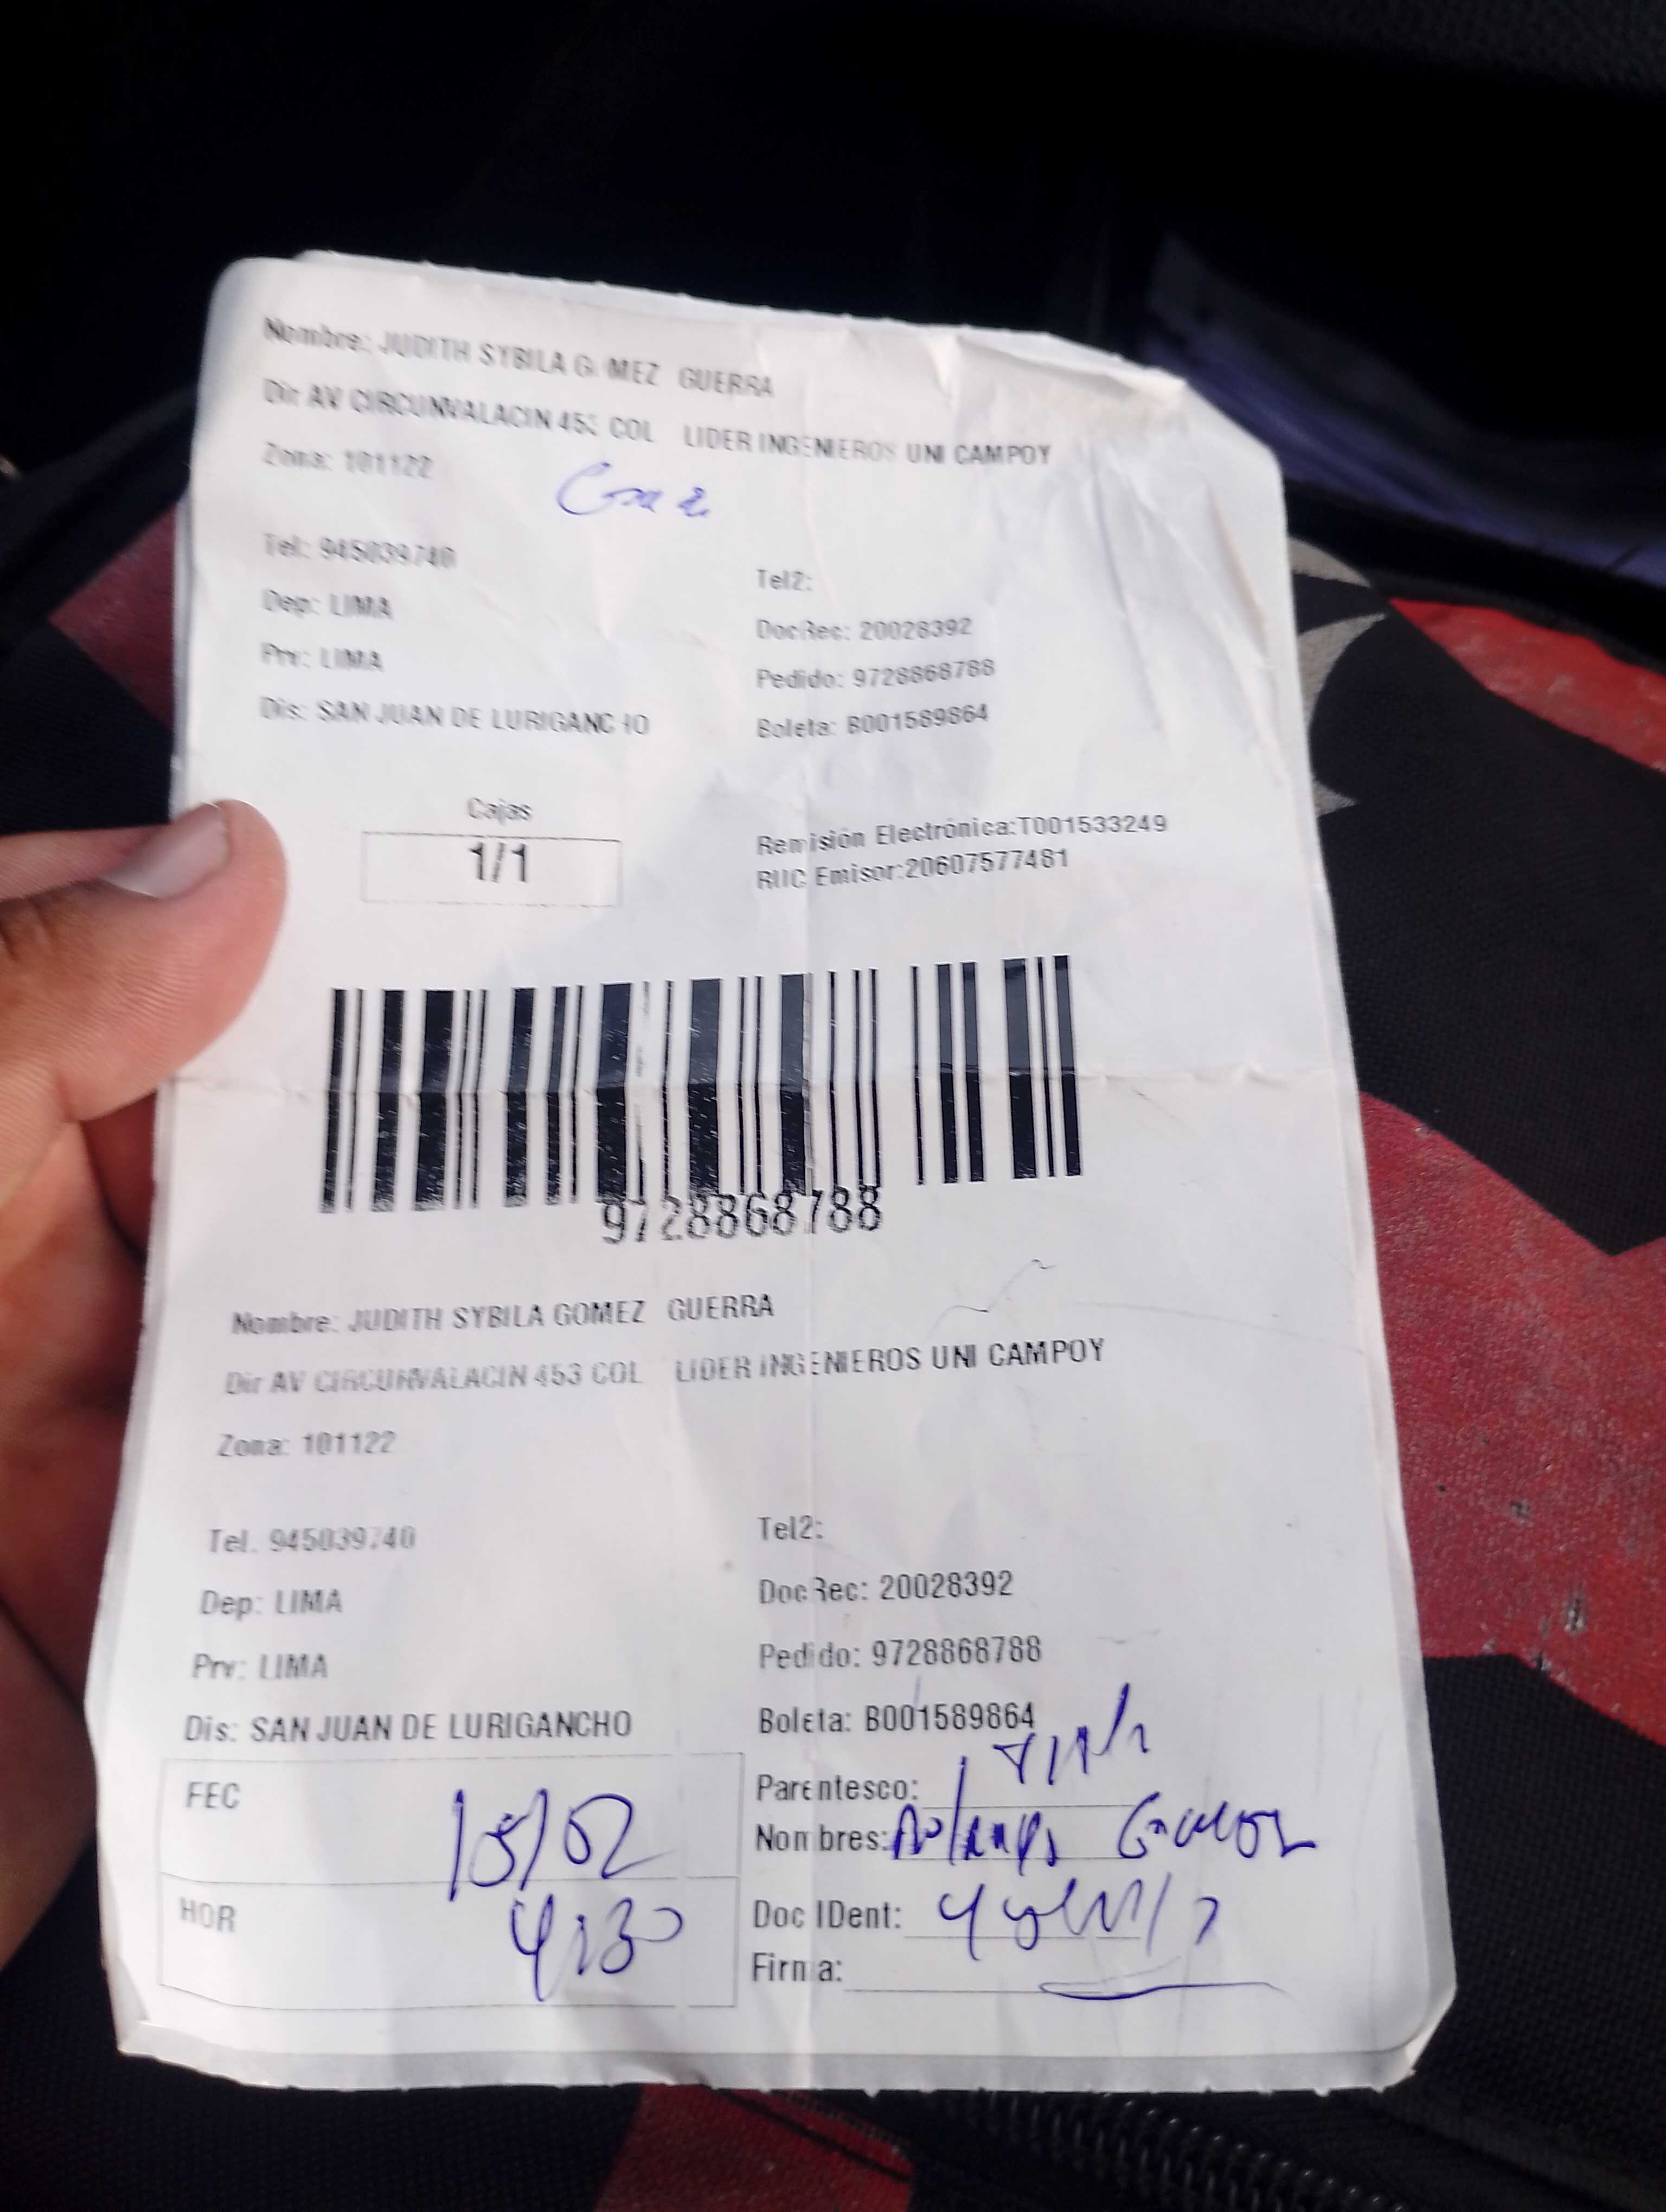 Nombre: JUDITH SYBILA GOMEZ GUERRA
Dir AV CIRCUNVALACIN 453 COL LIDER INGENIEROS UNI CAMPOY
Zona: 101122
Tel: 945039740
Tel2:
Dep: LIMA
DocRec: 20028392
Prv: LIMA
Pedido: 9728868788
Dis: SAN JUAN DE LURIGANCHO
Boleta: B001589864
Cajas
1/1
Remisión Electrónica:T001533249
RUC Emisor:20607577481
9728868788
Nombre: JUDITH SYBILA GOMEZ GUERRA
Dir AV CIRCUNVALACIN 453 COL LIDER INGENIEROS UNI CAMPOY
Zona: 101122
Tel. 945039740
Tel2:
Dep: LIMA
DocRec: 20028392
Prv: LIMA
Pedido: 9728868788
Dis: SAN JUAN DE LURIGANCHO
Boleta: B001589864
FEC 15/02
Parentesco:
Nombres:
HOR 4:30
Doc IDent:
Firma: